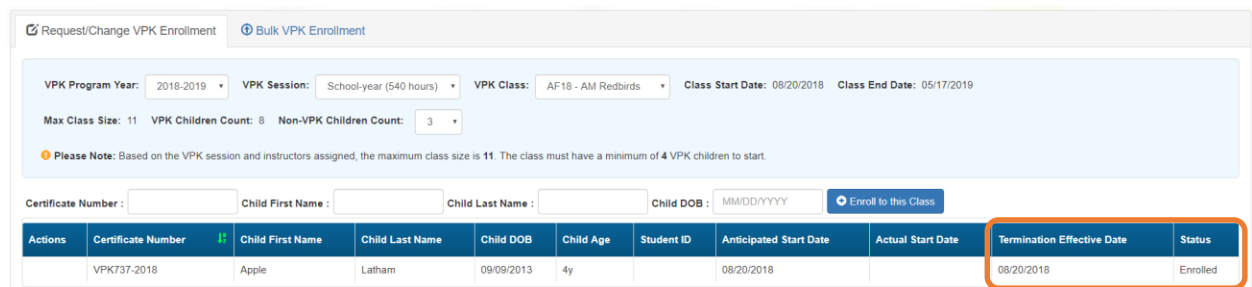 Request/Change VPK Enrollment Bulk VPK Enrollment
VPK Program Year: 2018-2019 VPK Session: School-year (540 hours) VPK Class: AF18 - AM Redbirds Class Start Date: 08/20/2018 Class End Date: 05/17/2019
Max Class Size: 11 VPK Children Count: 8 Non-VPK Children Count: 3
Please Note: Based on the VPK session and instructors assigned, the maximum class size is 11. The class must have a minimum of 4 VPK children to start.
Certificate Number : Child First Name : Child Last Name : Child DOB : MM/DD/YYYY Enroll to this Class
Actions Certificate Number Child First Name Child Last Name Child DOB Child Age Student ID Anticipated Start Date Actual Start Date Termination Effective Date Status
VPK737-2018 Apple Latham 09/09/2013 4y 08/20/2018 08/20/2018 Enrolled